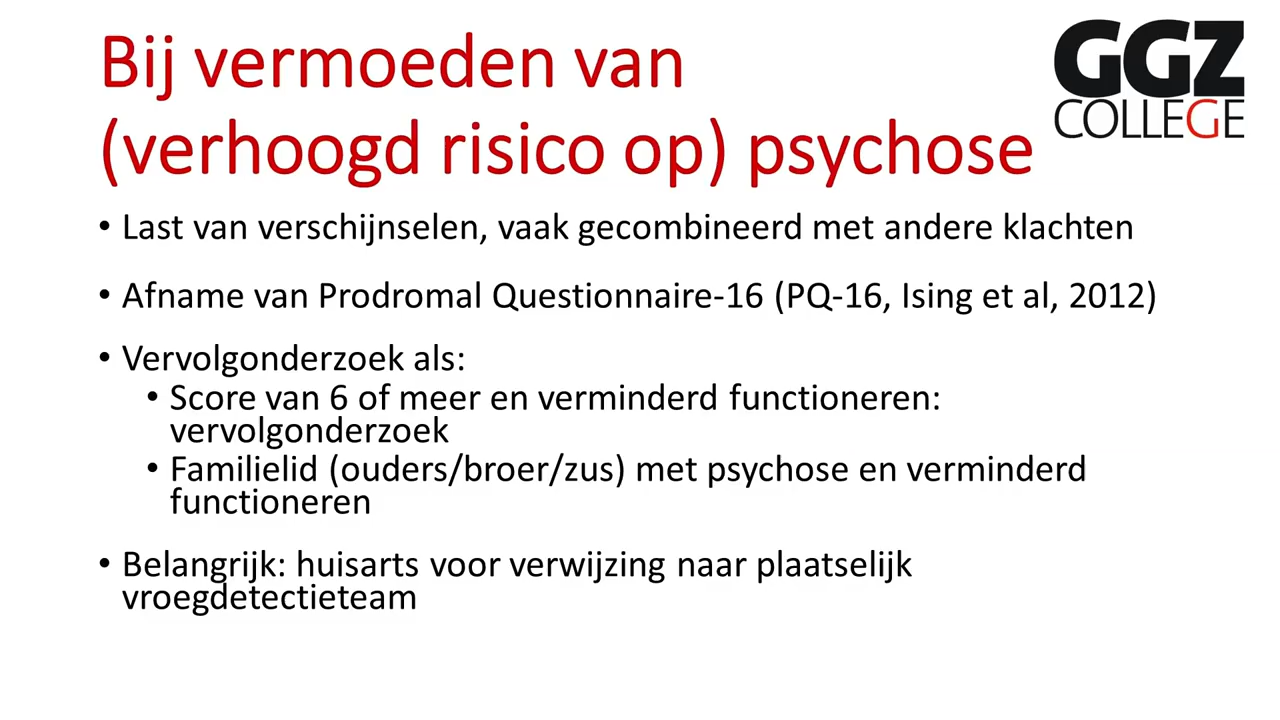 Bij vermoeden van
(verhoogd risico op) psychose
GGZ
COLLEGE
• Last van verschijnselen, vaak gecombineerd met andere klachten
• Afname van Prodromal Questionnaire-16 (PQ-16, Ising et al, 2012)
• Vervolgonderzoek als:
• Score van 6 of meer en verminderd functioneren:
vervolgonderzoek
• Familielid (ouders/broer/zus) met psychose en verminderd
functioneren
• Belangrijk: huisarts voor verwijzing naar plaatselijk
vroegdetectieteam